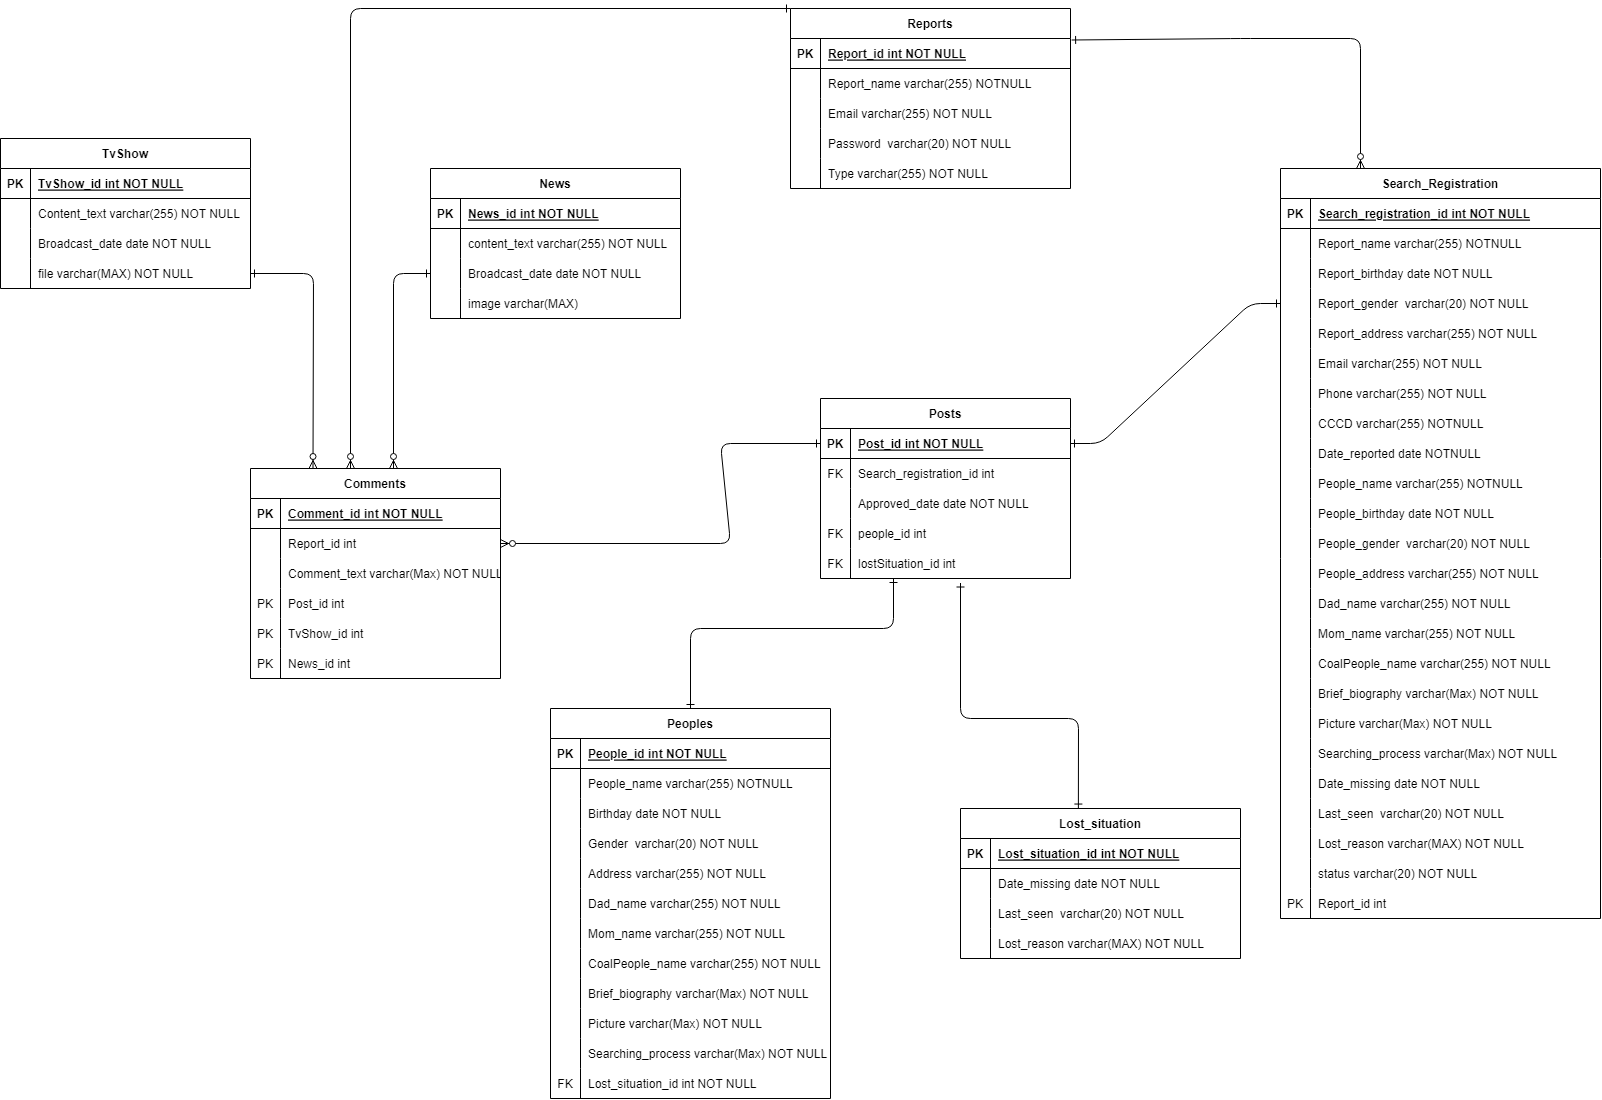 Reports
PK Report_id int NOT NULL
Report_name varchar(255) NOTNULL
Email varchar(255) NOT NULL
Password  varchar(20) NOT NULL
Type varchar(255) NOT NULL
TvShow
PK TvShow_id int NOT NULL
Content_text varchar(255) NOT NULL
Broadcast_date date NOT NULL
file varchar(MAX) NOT NULL
News
PK News_id int NOT NULL
content_text varchar(255) NOT NULL
Broadcast_date date NOT NULL
image varchar(MAX)
Search_Registration
PK Search_registration_id int NOT NULL
Report_name varchar(255) NOTNULL
Report_birthday date NOT NULL
Report_gender  varchar(20) NOT NULL
Report_address varchar(255) NOT NULL
Email varchar(255) NOT NULL
Phone varchar(255) NOT NULL
CCCD varchar(255) NOTNULL
Date_reported date NOTNULL
People_name varchar(255) NOTNULL
People_birthday date NOT NULL
People_gender  varchar(20) NOT NULL
People_address varchar(255) NOT NULL
Dad_name varchar(255) NOT NULL
Mom_name varchar(255) NOT NULL
CoalPeople_name varchar(255) NOT NULL
Brief_biography varchar(Max) NOT NULL
Picture varchar(Max) NOT NULL
Searching_process varchar(Max) NOT NULL
Date_missing date NOT NULL
Last_seen  varchar(20) NOT NULL
Lost_reason varchar(MAX) NOT NULL
status varchar(20) NOT NULL
PK Report_id int
Posts
PK Post_id int NOT NULL
FK Search_registration_id int
Approved_date date NOT NULL
FK people_id int
FK lostSituation_id int
Comments
PK Comment_id int NOT NULL
Report_id int
Comment_text varchar(Max) NOT NULL
PK Post_id int
PK TvShow_id int
PK News_id int
Peoples
PK People_id int NOT NULL
People_name varchar(255) NOTNULL
Birthday date NOT NULL
Gender  varchar(20) NOT NULL
Address varchar(255) NOT NULL
Dad_name varchar(255) NOT NULL
Mom_name varchar(255) NOT NULL
CoalPeople_name varchar(255) NOT NULL
Brief_biography varchar(Max) NOT NULL
Picture varchar(Max) NOT NULL
Searching_process varchar(Max) NOT NULL
FK Lost_situation_id int NOT NULL
Lost_situation
PK Lost_situation_id int NOT NULL
Date_missing date NOT NULL
Last_seen  varchar(20) NOT NULL
Lost_reason varchar(MAX) NOT NULL